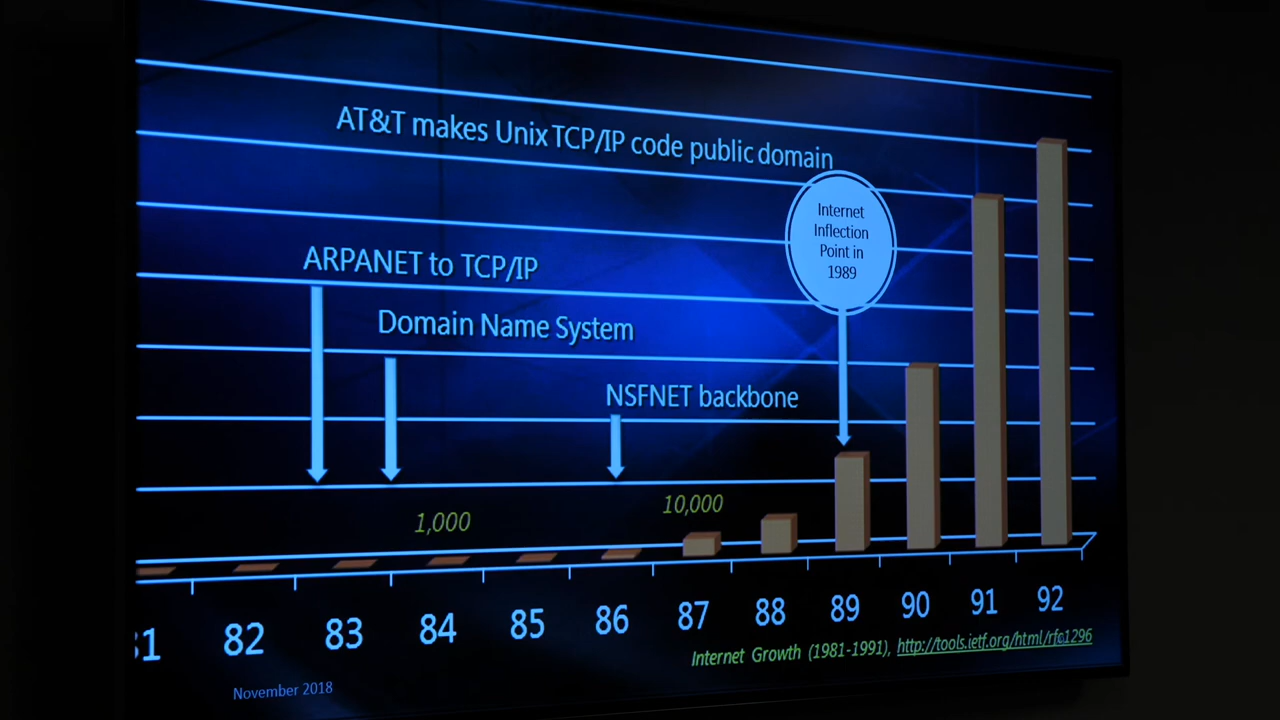 AT&T makes Unix TCP/IP code public domain
Internet
Inflection
Point in
1989
ARPANET to TCP/IP
Domain Name System
NSFNET backbone
1,000
10,000
82 83 84 85 86 87 88 89 90 91 92
Internet Growth (1981-1991), http://tools.ietf.org/html/rfc1296
November 2018